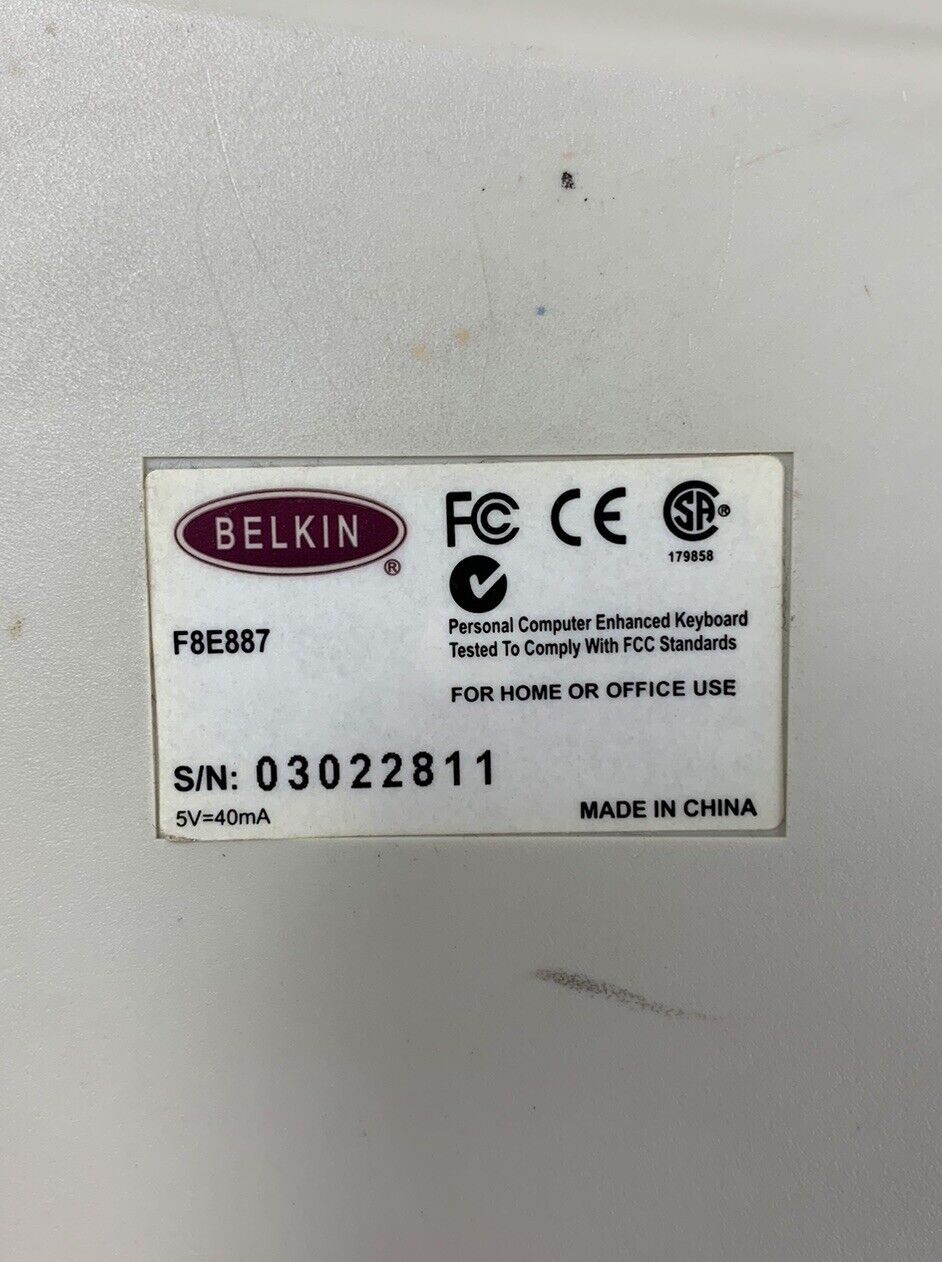 BELKIN ®
FC CE SA ®
179858
F8E887
Personal Computer Enhanced Keyboard
Tested To Comply With FCC Standards
FOR HOME OR OFFICE USE
S/N: 03022811
5V=40mA
MADE IN CHINA